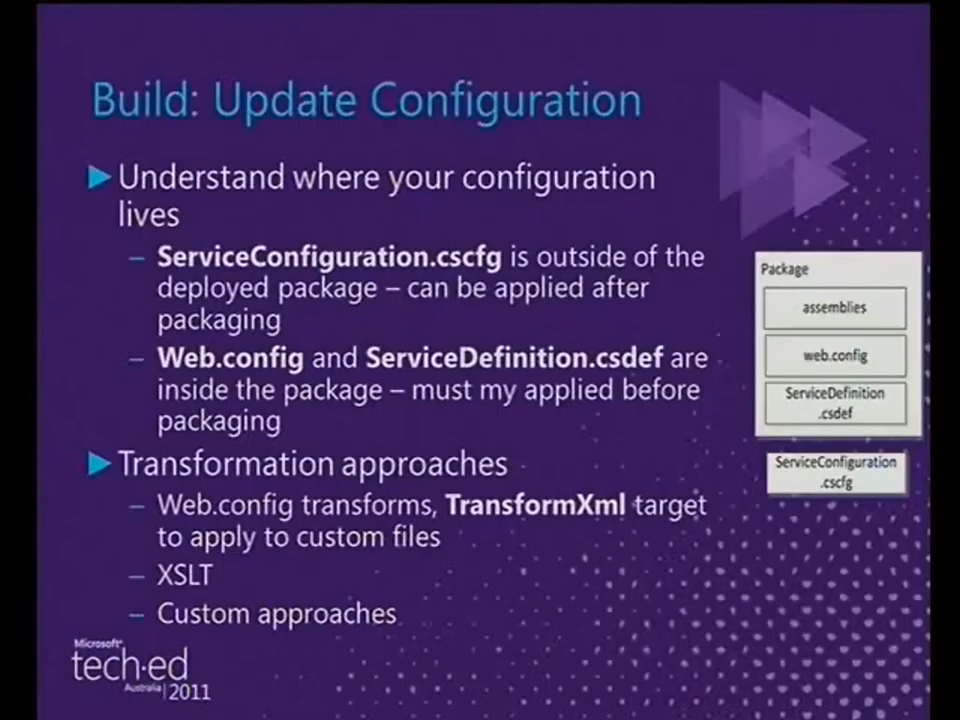 Build: Update Configuration
Understand where your configuration
lives
– ServiceConfiguration.cscfg is outside of the
deployed package – can be applied after
packaging
– Web.config and ServiceDefinition.csdef are
inside the package – must my applied before
packaging
Transformation approaches
– Web.config transforms, TransformXml target
to apply to custom files
– XSLT
– Custom approaches
Package
assemblies
web.config
ServiceDefinition
.csdef
ServiceConfiguration
.cscfg
Microsoft
tech·ed
Australia | 2011